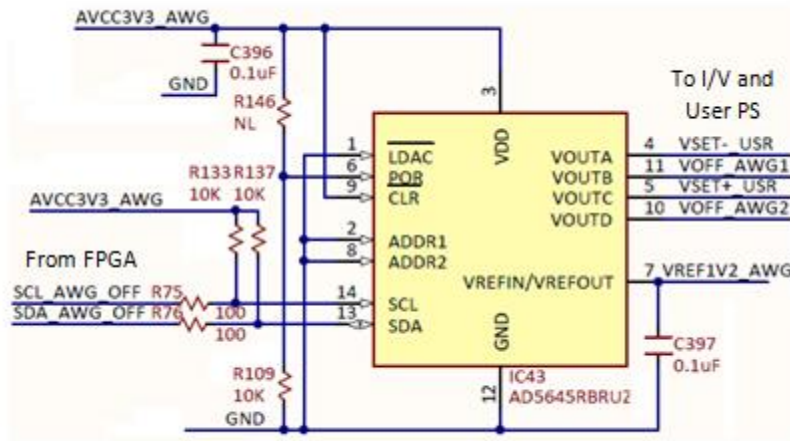 AVCC3V3_AWG
C396
0.1uF
GND
R146
NL
3
VDD
To I/V and
User PS
1 LDAC
6 POR
9 CLR
VOUTA 4 VSET-_USR
VOUTB 11 VOFF_AWG1
VOUTC 5 VSET+_USR
VOUTD 10 VOFF_AWG2
R133 R137
10K 10K
AVCC3V3_AWG
2 ADDR1
8 ADDR2
From FPGA
VREFIN/VREFOUT 7 VREF1V2_AWG
SCL_AWG_OFF R75 100 14 SCL
SDA_AWG_OFF R76 100 13 SDA
GND
12
C397
0.1uF
R109
10K
IC43
AD5645RBRUZ
GND